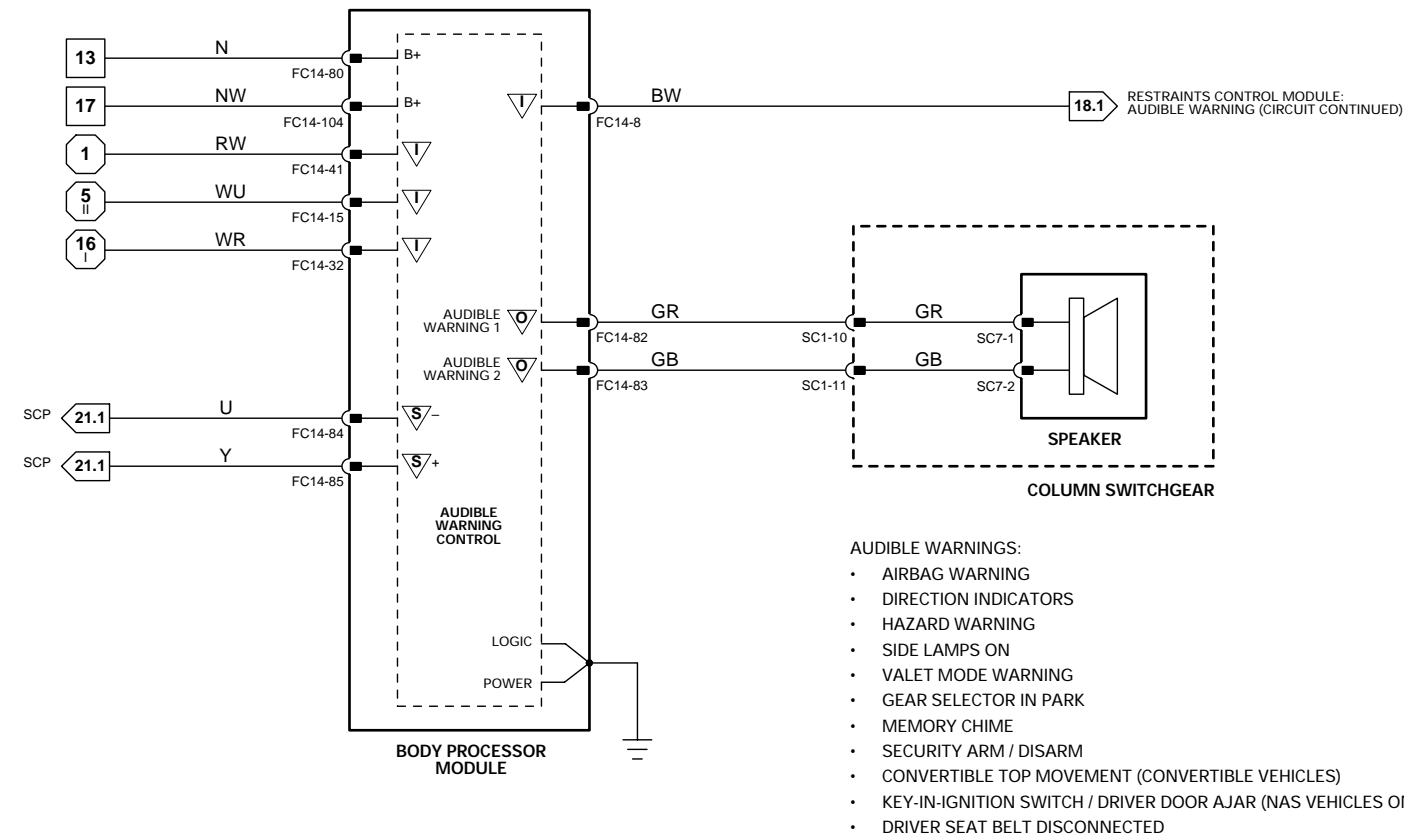 13 N FC14-80 B+
17 NW FC14-104 B+
I BW FC14-8 18.1 RESTRAINTS CONTROL MODULE:
AUDIBLE WARNING (CIRCUIT CONTINUED)
1 RW FC14-41 I
5 II WU FC14-15 I
16 I WR FC14-32 I
AUDIBLE
WARNING 1 O GR FC14-82 SC1-10 GR SC7-1
AUDIBLE
WARNING 2 O GB FC14-83 SC1-11 GB SC7-2
SPEAKER
COLUMN SWITCHGEAR
SCP 21.1 U FC14-84 S –
SCP 21.1 Y FC14-85 S +
AUDIBLE
WARNING
CONTROL
LOGIC
POWER
BODY PROCESSOR
MODULE
AUDIBLE WARNINGS:
• AIRBAG WARNING
• DIRECTION INDICATORS
• HAZARD WARNING
• SIDE LAMPS ON
• VALET MODE WARNING
• GEAR SELECTOR IN PARK
• MEMORY CHIME
• SECURITY ARM / DISARM
• CONVERTIBLE TOP MOVEMENT (CONVERTIBLE VEHICLES)
• KEY-IN-IGNITION SWITCH / DRIVER DOOR AJAR (NAS VEHICLES
• DRIVER SEAT BELT DISCONNECTED